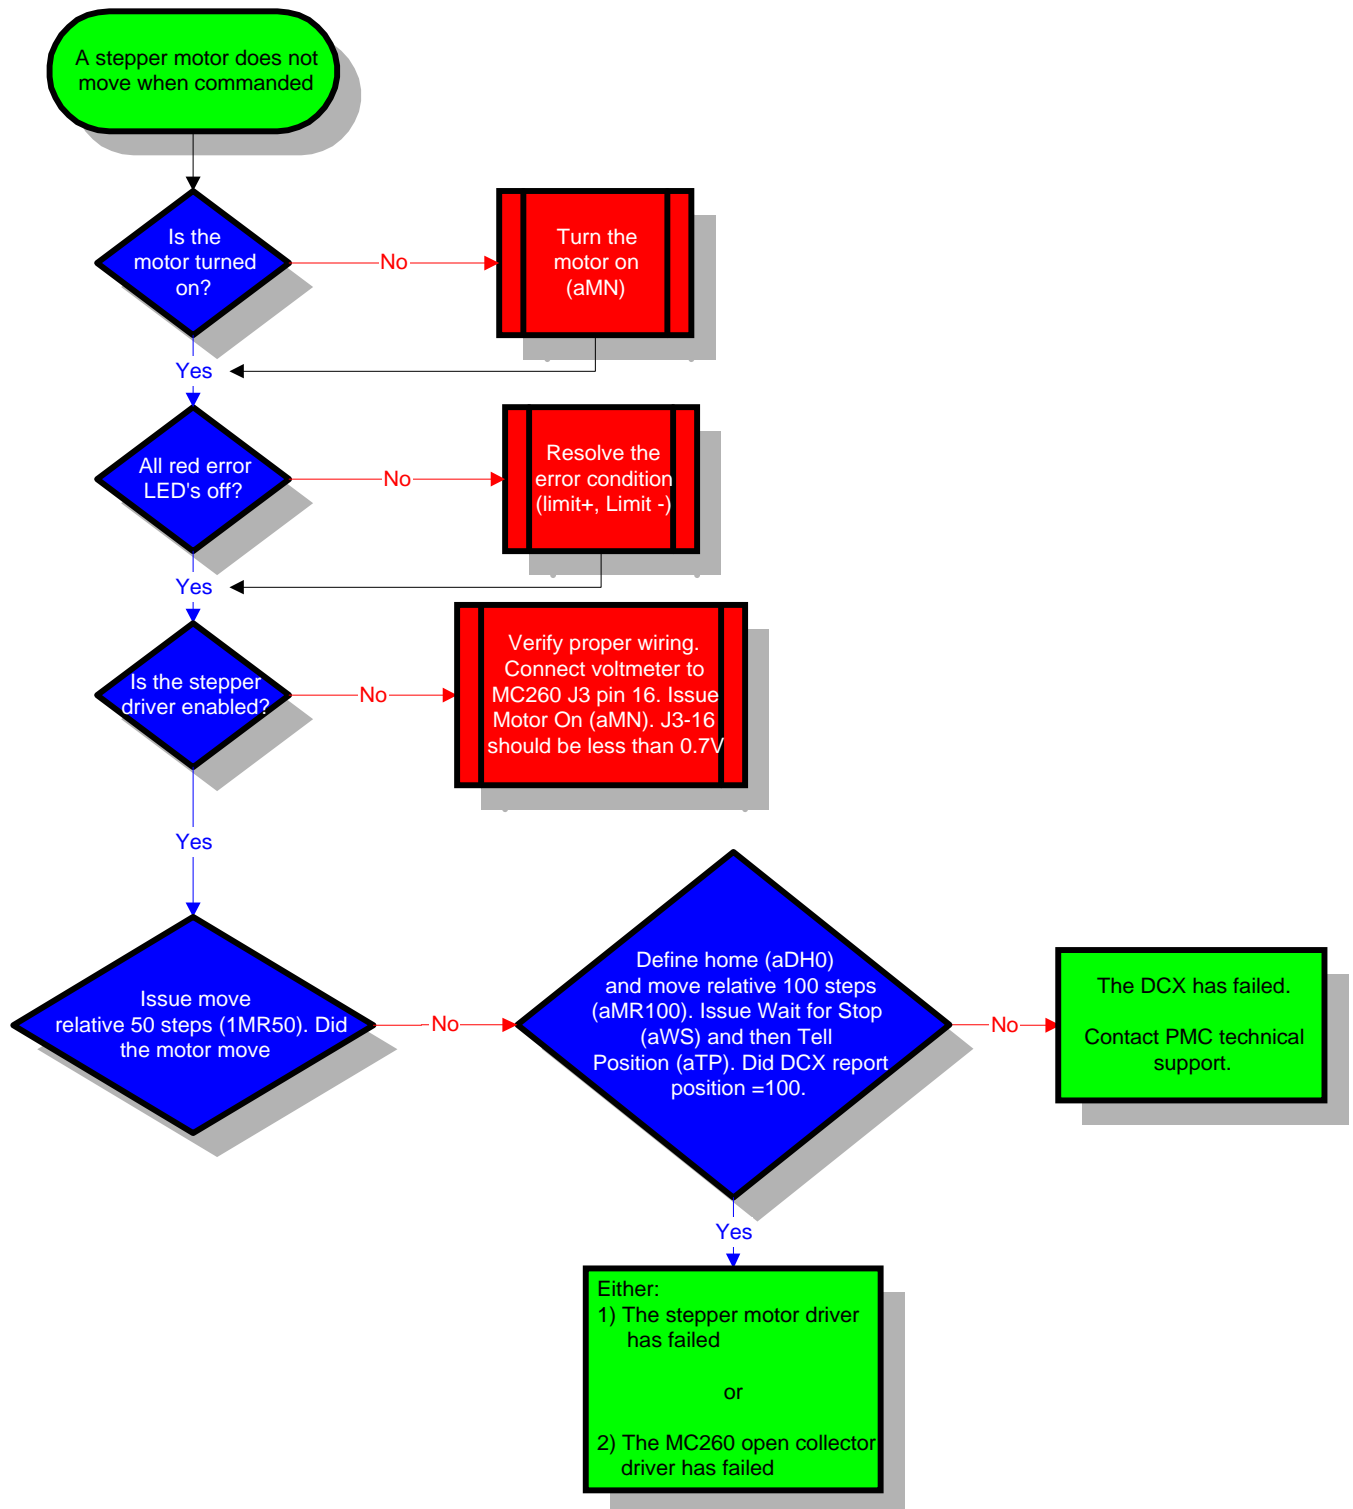 A stepper motor does not
move when commanded
Is the
motor turned
on?
No
Turn the
motor on
(aMN)
Yes
All red error
LED's off?
No
Resolve the
error condition
(limit+, Limit -)
Yes
Is the stepper
driver enabled?
No
Verify proper wiring.
Connect voltmeter to
MC260 J3 pin 16. Issue
Motor On (aMN). J3-16
should be less than 0.7V
Yes
Issue move
relative 50 steps (1MR50). Did
the motor move
No
Define home (aDH0)
and move relative 100 steps
(aMR100). Issue Wait for Stop
(aWS) and then Tell
Position (aTP). Did DCX report
position =100.
No
The DCX has failed.
Contact PMC technical
support.
Yes
Either:
1) The stepper motor driver
has failed
or
2) The MC260 open collector
driver has failed